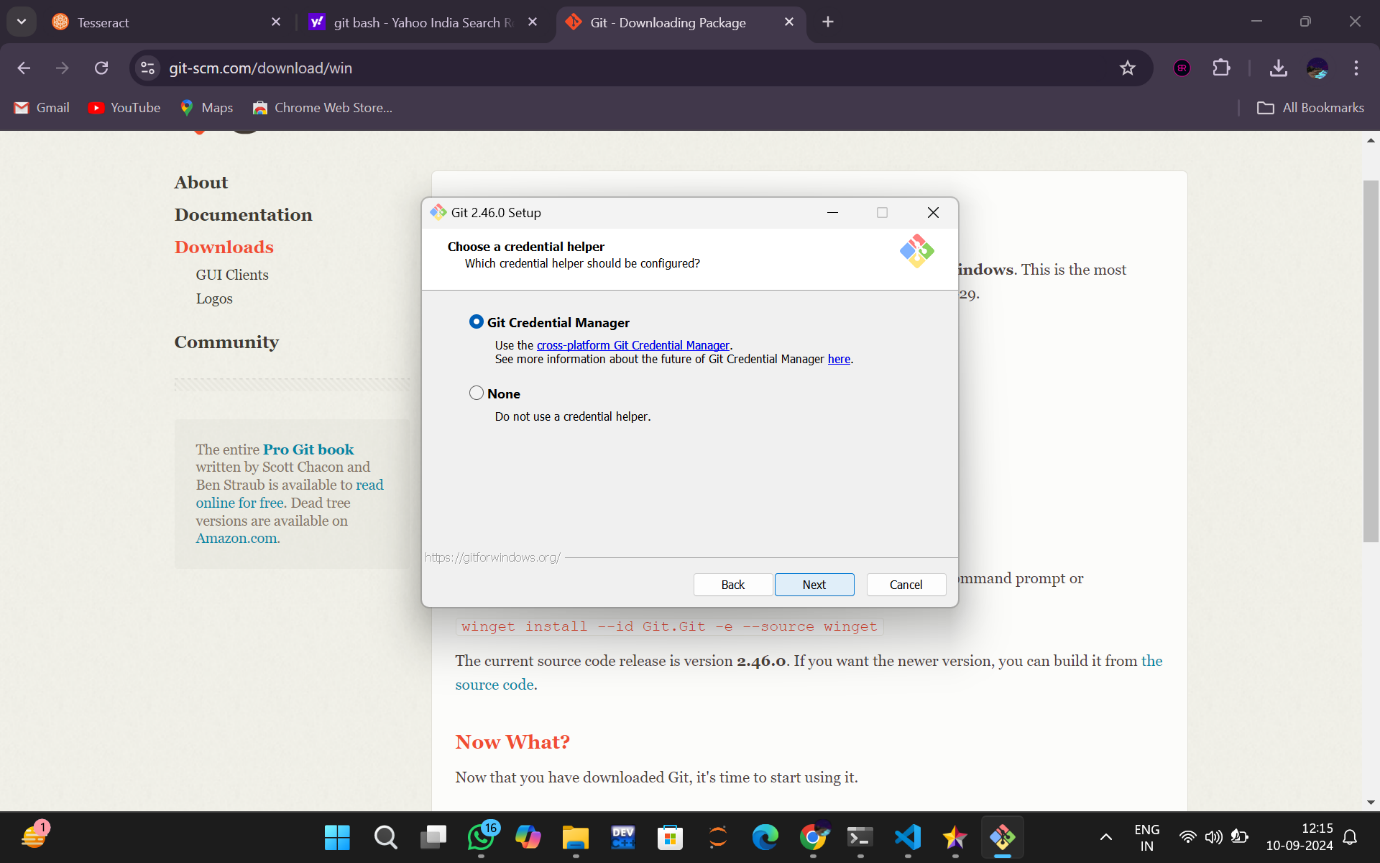 Tesseract
git bash - Yahoo India Search R
Git - Downloading Package
git-scm.com/download/win
Gmail
YouTube
Maps
Chrome Web Store...
All Bookmarks
About
Documentation
Downloads
GUI Clients
Logos
Community
The entire Pro Git book
written by Scott Chacon and
Ben Straub is available to read
online for free. Dead tree
versions are available on
Amazon.com.
indows. This is the most
29.
Git 2.46.0 Setup
Choose a credential helper
Which credential helper should be configured?
Git Credential Manager
Use the cross-platform Git Credential Manager.
See more information about the future of Git Credential Manager here.
None
Do not use a credential helper.
https://gitforwindows.org/
Back
Next
Cancel
mmand prompt or
winget install --id Git.Git -e --source winget
The current source code release is version 2.46.0. If you want the newer version, you can build it from the
source code.
Now What?
Now that you have downloaded Git, it's time to start using it.
1
16
DEV
ENG
IN
12:15
10-09-2024